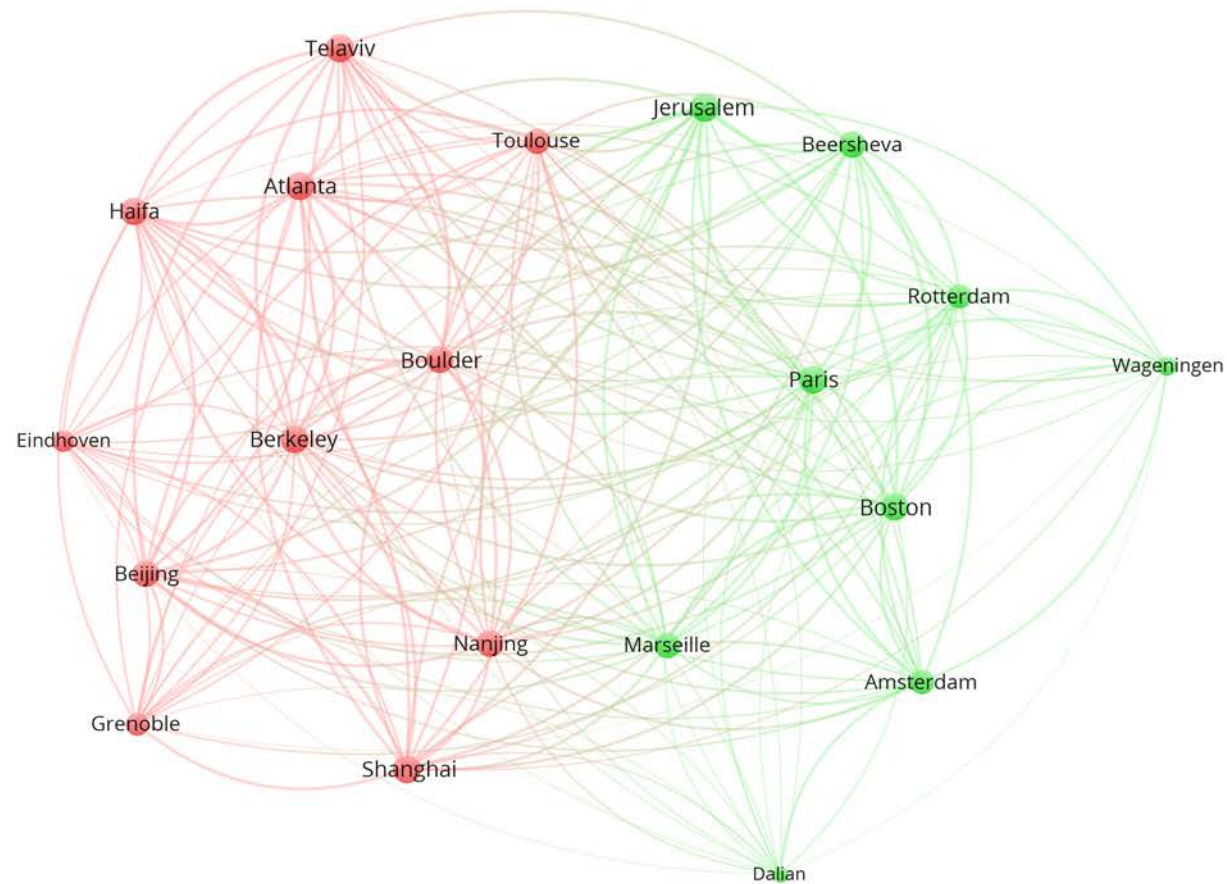 Telaviv
Jerusalem
Toulouse
Beersheva
Atlanta
Haifa
Rotterdam
Boulder
Wageningen
Paris
Eindhoven
Berkeley
Boston
Beijing
Nanjing
Marseille
Amsterdam
Grenoble
Shanghai
Dalian